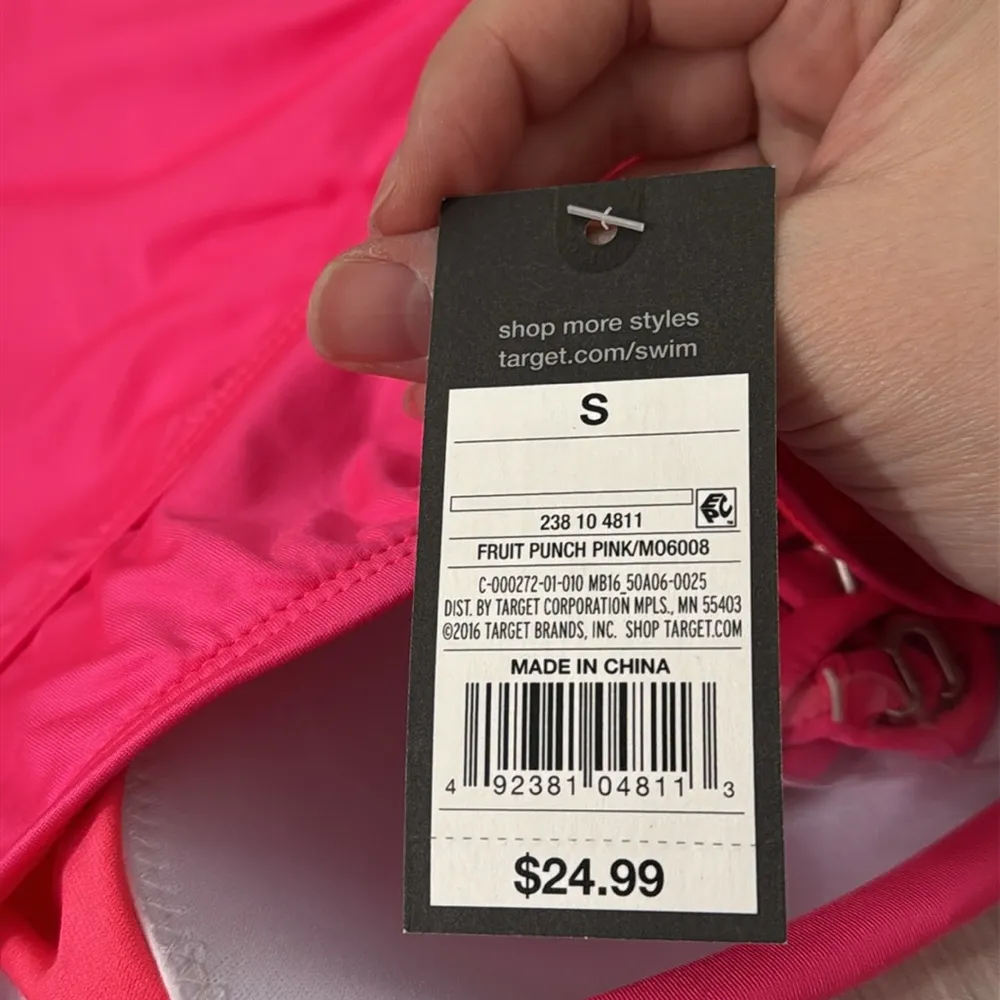 shop more styles
target.com/swim
S
EPC™
238 10 4811
FRUIT PUNCH PINK/MO6008
C-000272-01-010 MB16_50A06-0025
DIST. BY TARGET CORPORATION MPLS., MN 55403
©2016 TARGET BRANDS, INC. SHOP TARGET.COM
MADE IN CHINA
4 92381 04811 3
$24.99